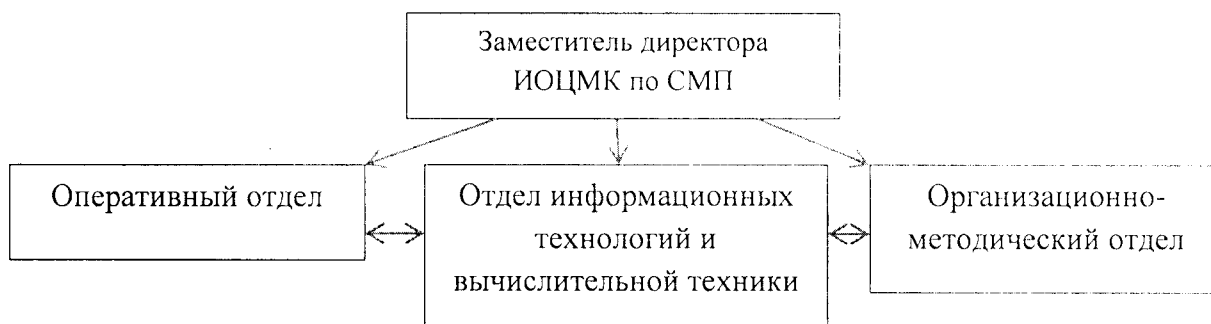 Заместитель директора
ИОЦМК по СМП
Оперативный отдел
Отдел информационных
технологий и
вычислительной техники
Организационно-
методический отдел